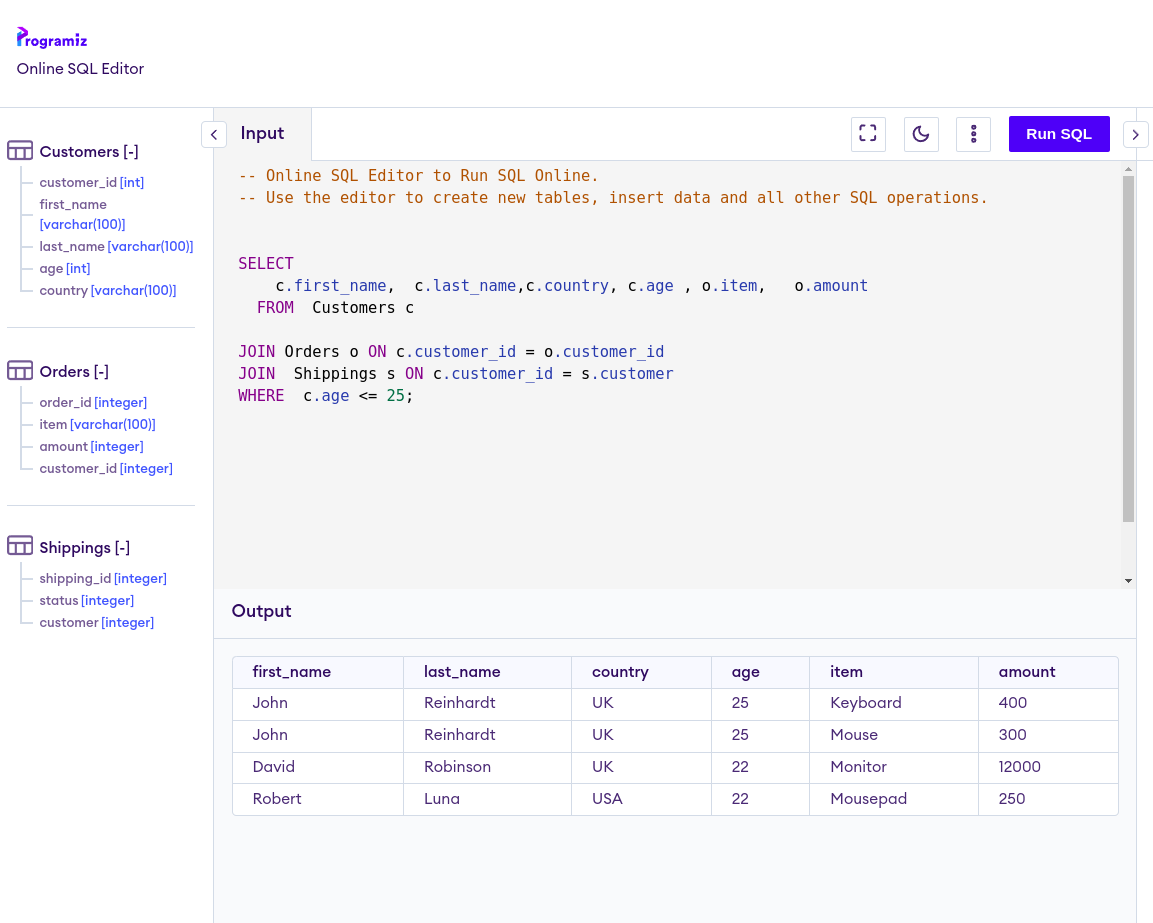 Programiz
Online SQL Editor
Customers [-]
customer_id [int]
first_name
[varchar(100)]
last_name [varchar(100)]
age [int]
country [varchar(100)]
Orders [-]
order_id [integer]
item [varchar(100)]
amount [integer]
customer_id [integer]
Shippings [-]
shipping_id [integer]
status [integer]
customer [integer]
Input
Run SQL
-- Online SQL Editor to Run SQL Online.
-- Use the editor to create new tables, insert data and all other SQL operations.
SELECT
    c.first_name,  c.last_name,c.country, c.age , o.item,   o.amount
  FROM  Customers c
JOIN Orders o ON c.customer_id = o.customer_id
JOIN  Shippings s ON c.customer_id = s.customer
WHERE  c.age <= 25;
Output
first_name last_name country age item amount
John Reinhardt UK 25 Keyboard 400
John Reinhardt UK 25 Mouse 300
David Robinson UK 22 Monitor 12000
Robert Luna USA 22 Mousepad 250